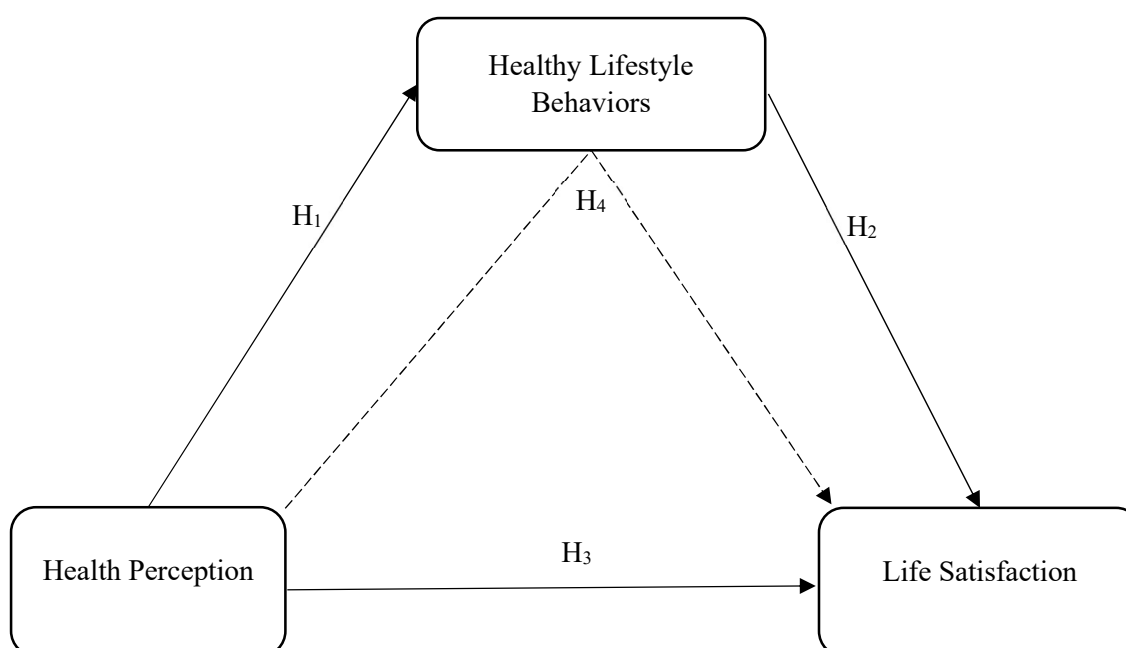 Healthy Lifestyle
Behaviors
H₄
H₁
H₂
H₃
Health Perception
Life Satisfaction